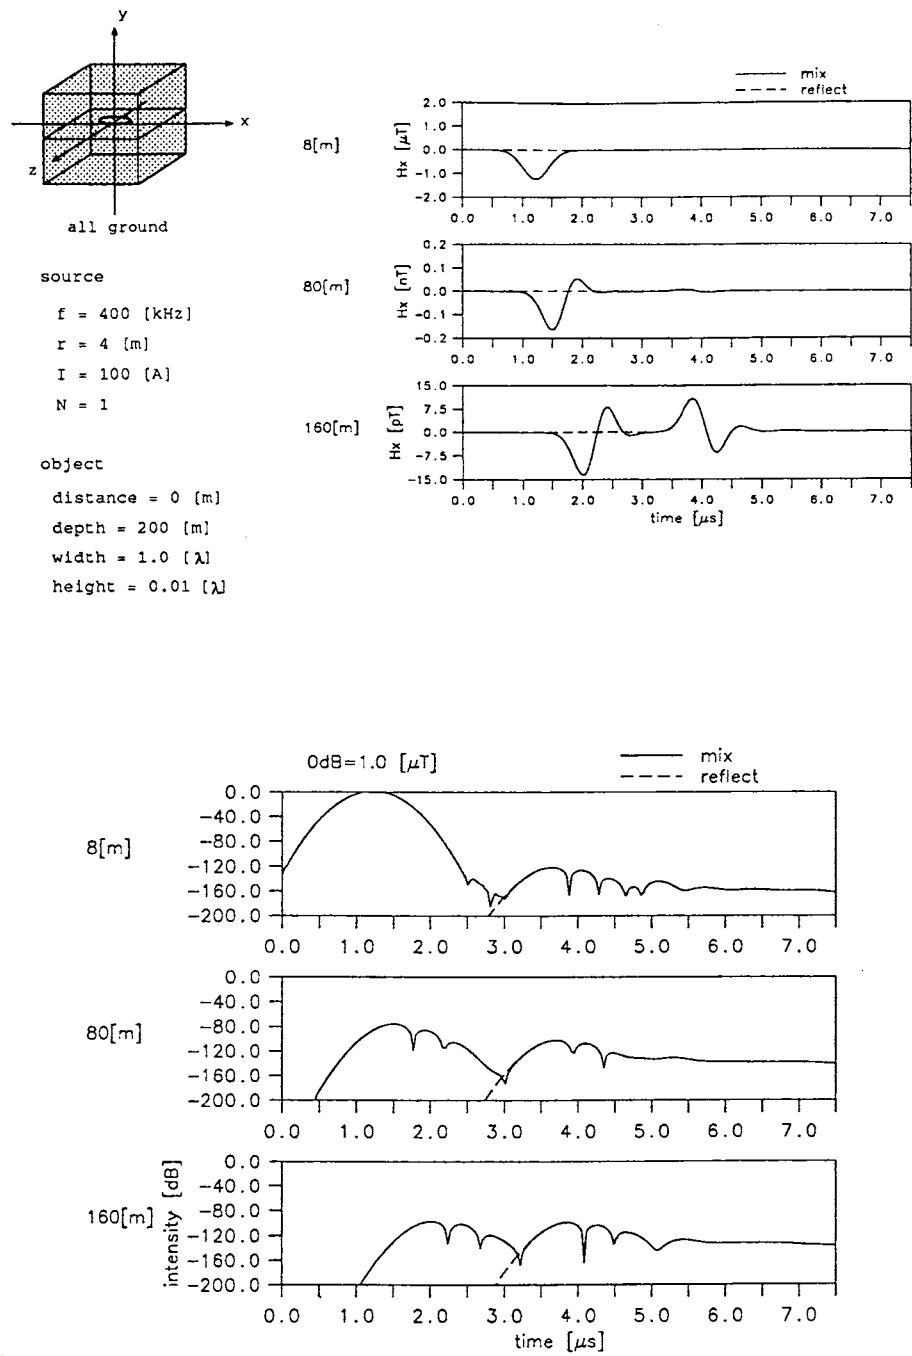 y
x
z
all ground
source
f = 400 [kHz]
r = 4 [m]
I = 100 [A]
N = 1
object
distance = 0 [m]
depth = 200 [m]
width = 1.0 [λ]
height = 0.01 [λ]
mix
reflect
8[m]
Hx [μT]
2.0
1.0
0.0
-1.0
-2.0
0.0 1.0 2.0 3.0 4.0 5.0 6.0 7.0
80[m]
Hx [nT]
0.2
0.1
0.0
-0.1
-0.2
0.0 1.0 2.0 3.0 4.0 5.0 6.0 7.0
160[m]
Hx [pT]
15.0
7.5
0.0
-7.5
-15.0
0.0 1.0 2.0 3.0 4.0 5.0 6.0 7.0
time [μs]
0dB=1.0 [μT]
mix
reflect
8[m]
0.0
-40.0
-80.0
-120.0
-160.0
-200.0
0.0 1.0 2.0 3.0 4.0 5.0 6.0 7.0
80[m]
0.0
-40.0
-80.0
-120.0
-160.0
-200.0
0.0 1.0 2.0 3.0 4.0 5.0 6.0 7.0
160[m]
intensity [dB]
0.0
-40.0
-80.0
-120.0
-160.0
-200.0
0.0 1.0 2.0 3.0 4.0 5.0 6.0 7.0
time [μs]